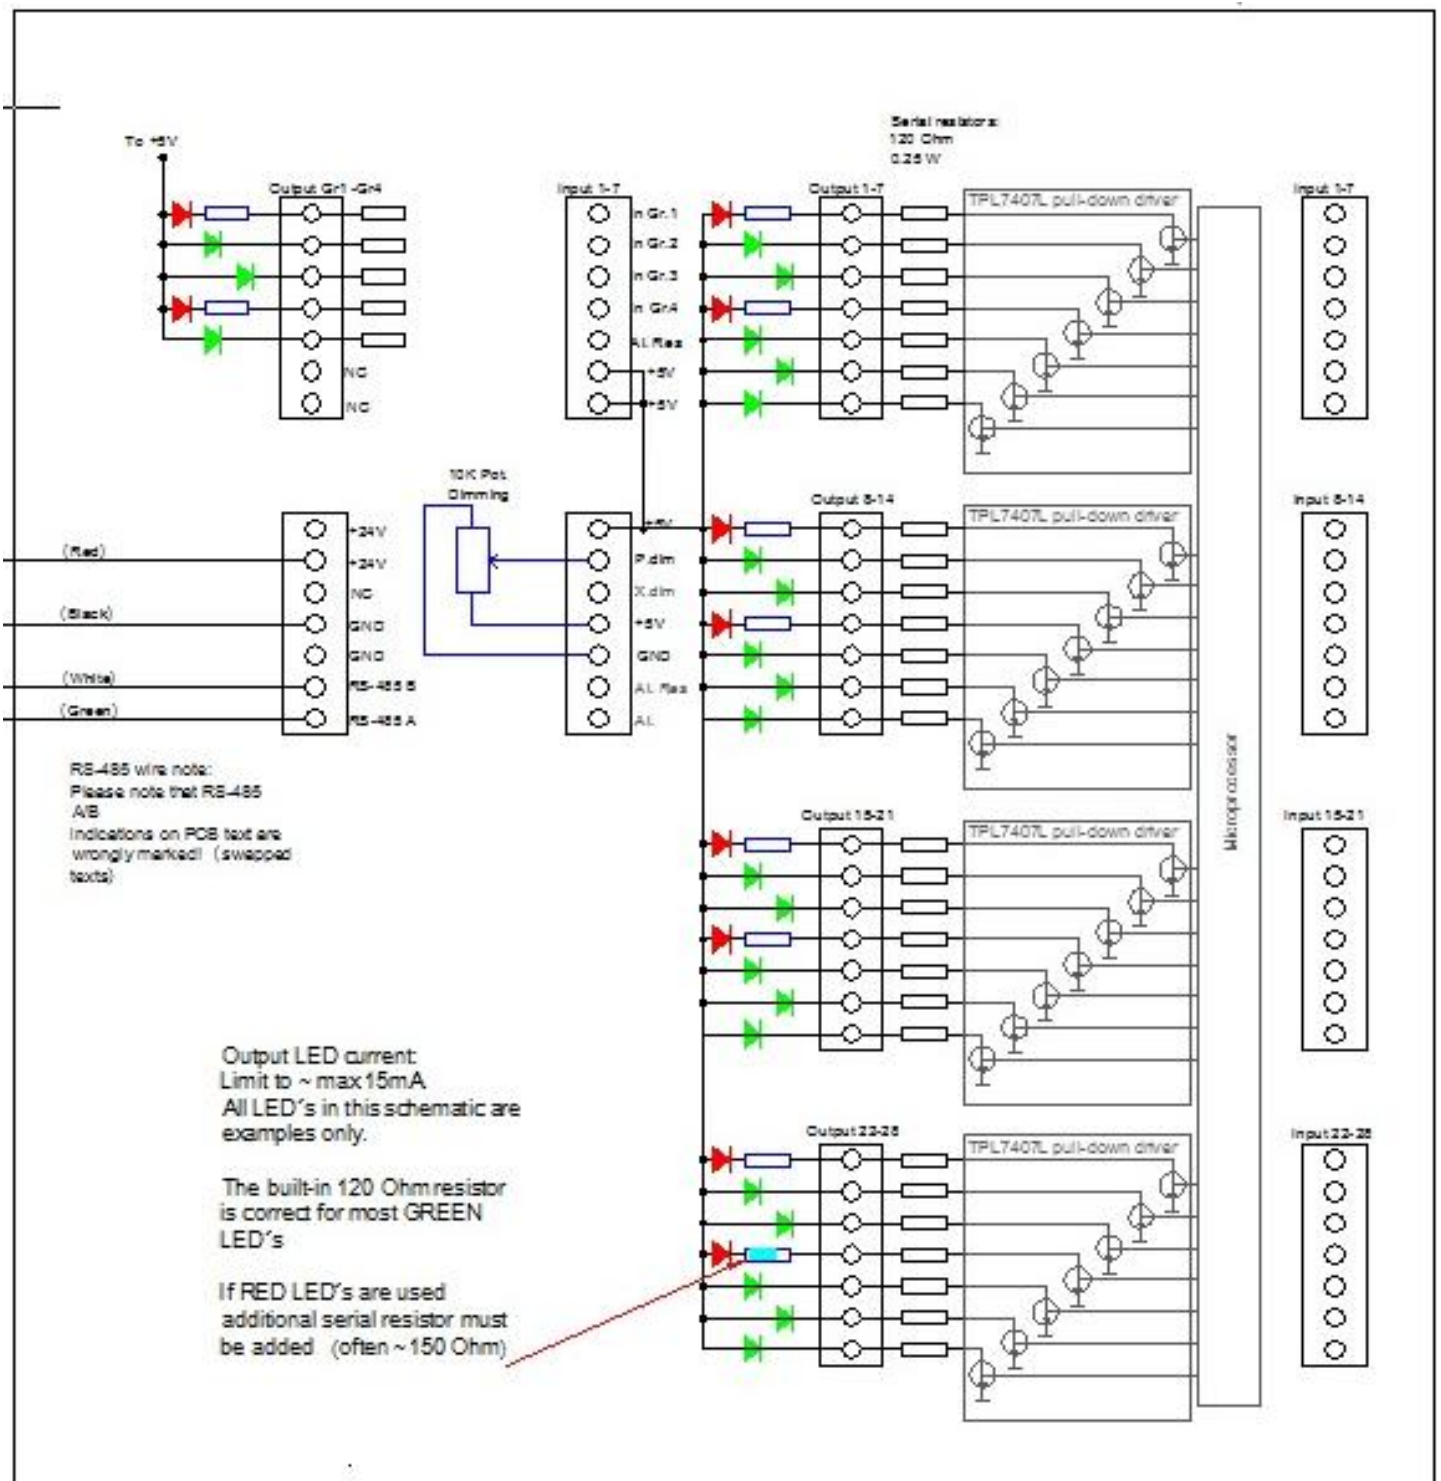 To +5V
Output Gr1 -Gr4
NC
NC
Input 1-7
In Gr.1
In Gr.2
In Gr.3
In Gr4
Al. Res
+5V
+5V
Serial resistors:
120 Ohm
0.25 W
Output 1-7
TPL7407L pull-down driver
Input 1-7
10K Pot.
Dimming
(Red)
(Black)
(White)
(Green)
+24V
+24V
NC
GND
GND
RS-485 B
RS-485 A
+5V
P.dim
X.dim
+5V
GND
Al. Res
Al.
Output 8-14
TPL7407L pull-down driver
Input 8-14
RS-485 wire note:
Please note that RS-485
A/B
indications on PCB text are
wrongly marked! (swapped
texts)
Output 15-21
TPL7407L pull-down driver
Microprocessor
Input 15-21
Output LED current:
Limit to ~ max 15mA
All LED´s in this schematic are
examples only.
The built-in 120 Ohm resistor
is correct for most GREEN
LED´s
If RED LED´s are used
additional serial resistor must
be added (often ~150 Ohm)
Output 22-28
TPL7407L pull-down driver
Input 22-28